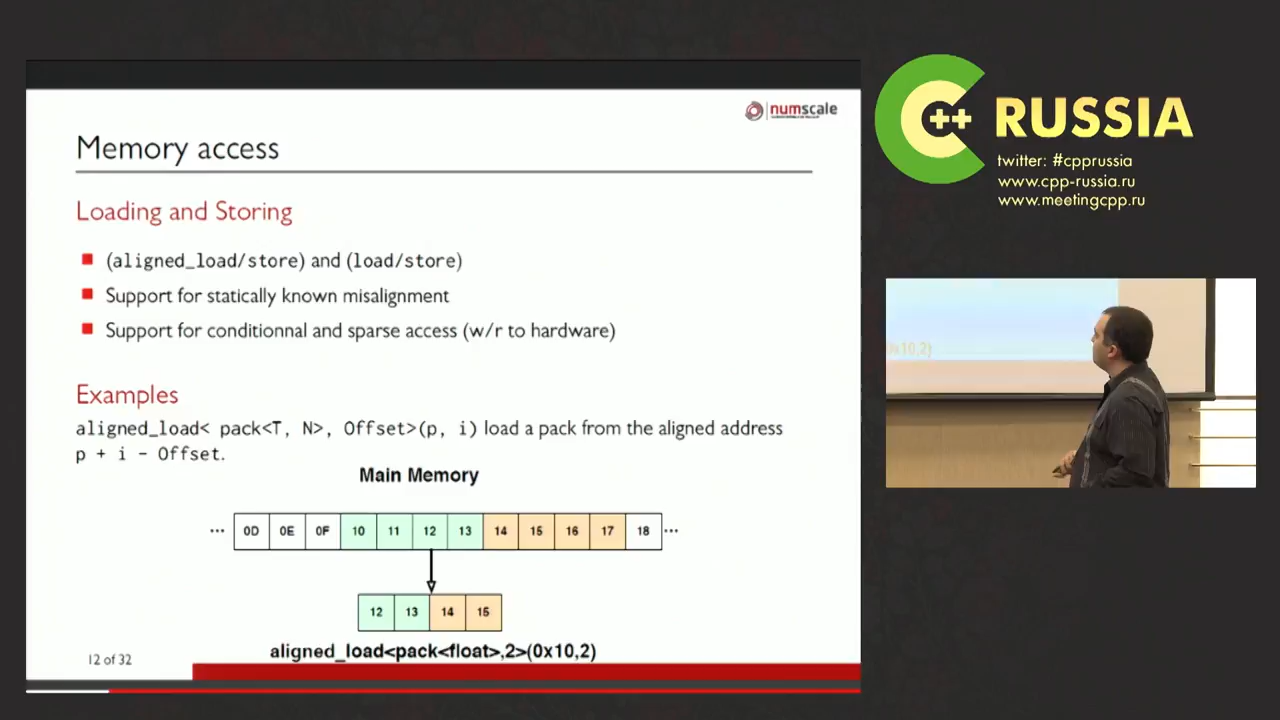 numscale
Memory access
Loading and Storing
(aligned_load/store) and (load/store)
Support for statically known misalignment
Support for conditionnal and sparse access (w/r to hardware)
Examples
aligned_load< pack<T, N>, Offset>(p, i) load a pack from the aligned address
p + i - Offset.
Main Memory
... 0D 0E 0F 10 11 12 13 14 15 16 17 18 ...
12 13 14 15
aligned_load<pack<float>,2>(0x10,2)
12 of 32
C++ RUSSIA
twitter: #cpprussia
www.cpp-russia.ru
www.meetingcpp.ru
0x10,2)